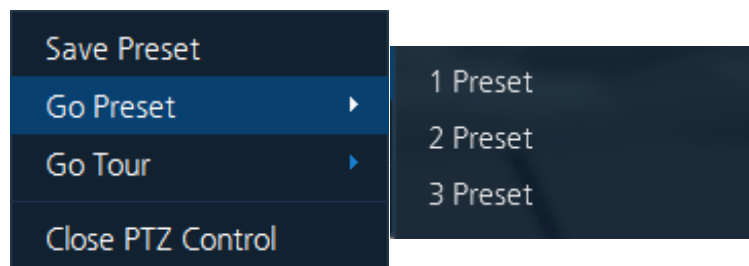 Save Preset
Go Preset
Go Tour
Close PTZ Control
1 Preset
2 Preset
3 Preset